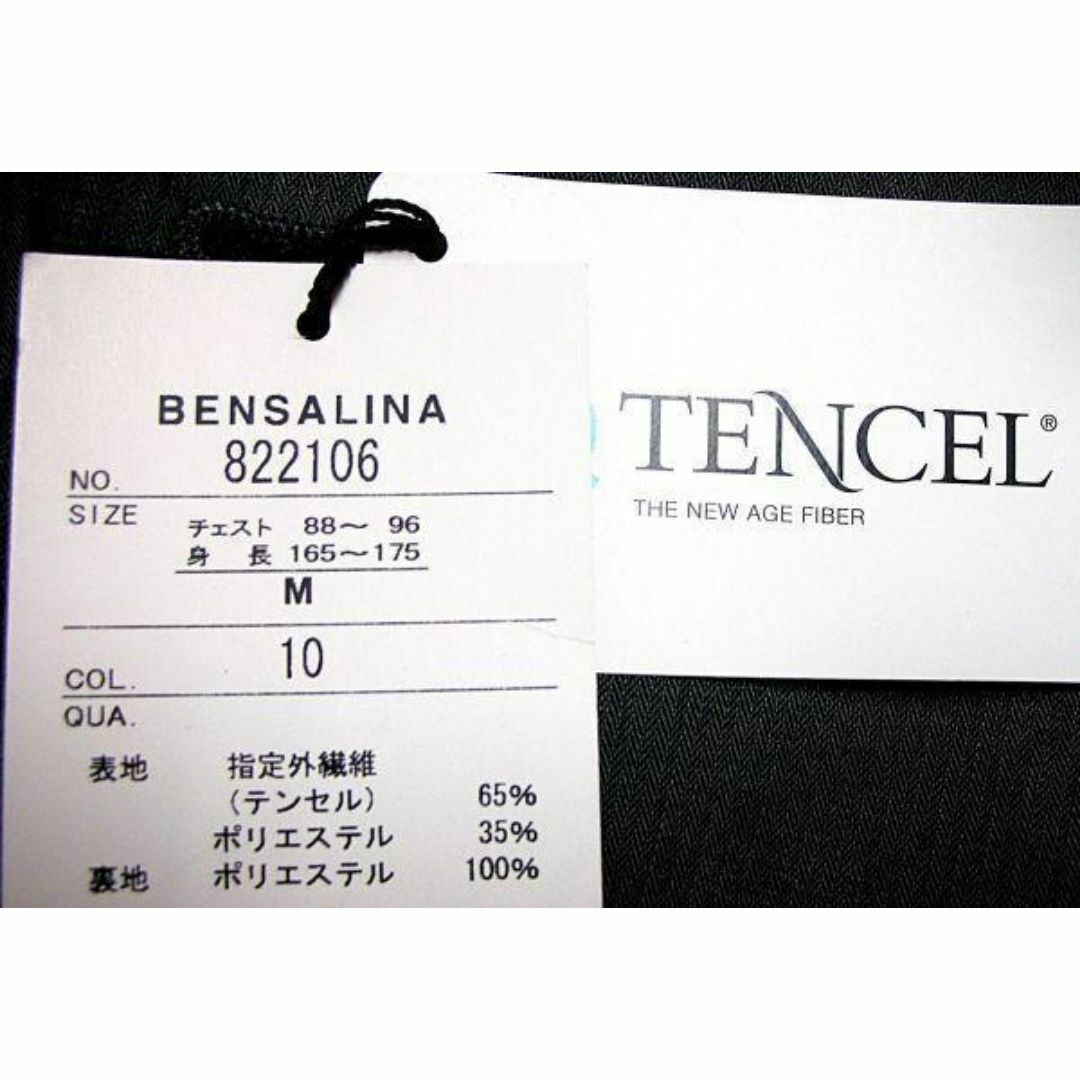 BENSALINA
NO. 822106
SIZE チェスト 88～ 96
身 長 165～175
M
COL. 10
QUA.
表地 指定外繊維
(テンセル) 65%
ポリエステル 35%
裏地 ポリエステル 100%
TENCEL®
THE NEW AGE FIBER